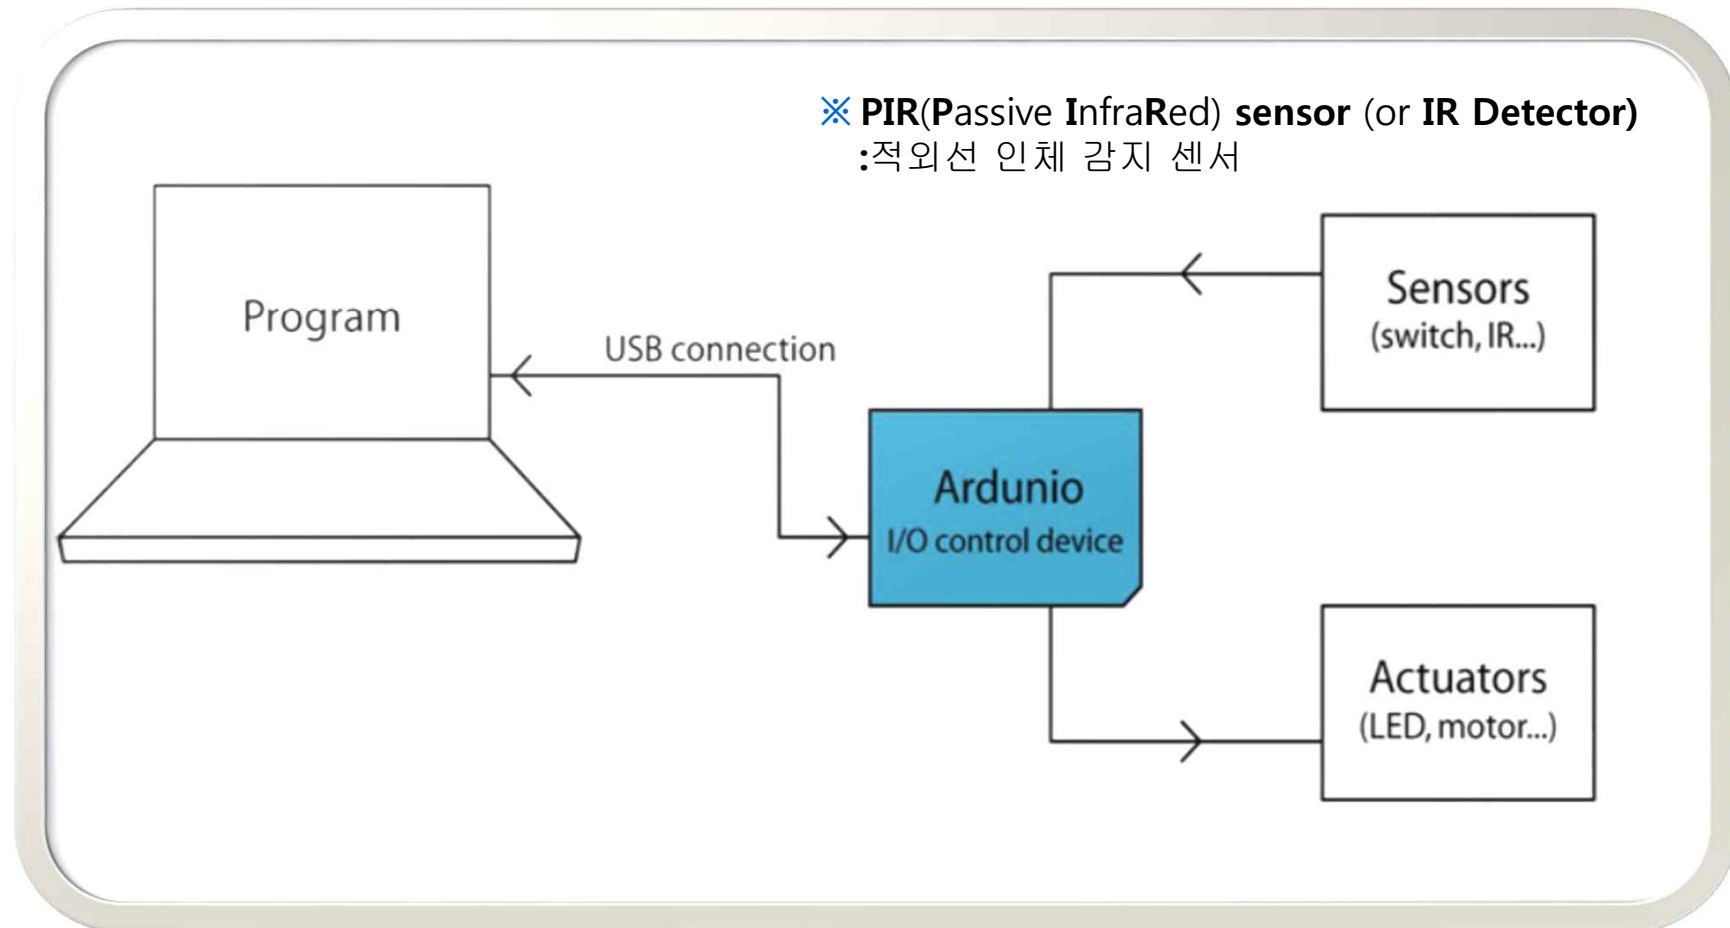 ※ PIR(Passive InfraRed) sensor (or IR Detector)
:적외선 인체 감지 센서
Program
USB connection
Sensors
(switch, IR...)
Ardunio
I/O control device
Actuators
(LED, motor...)